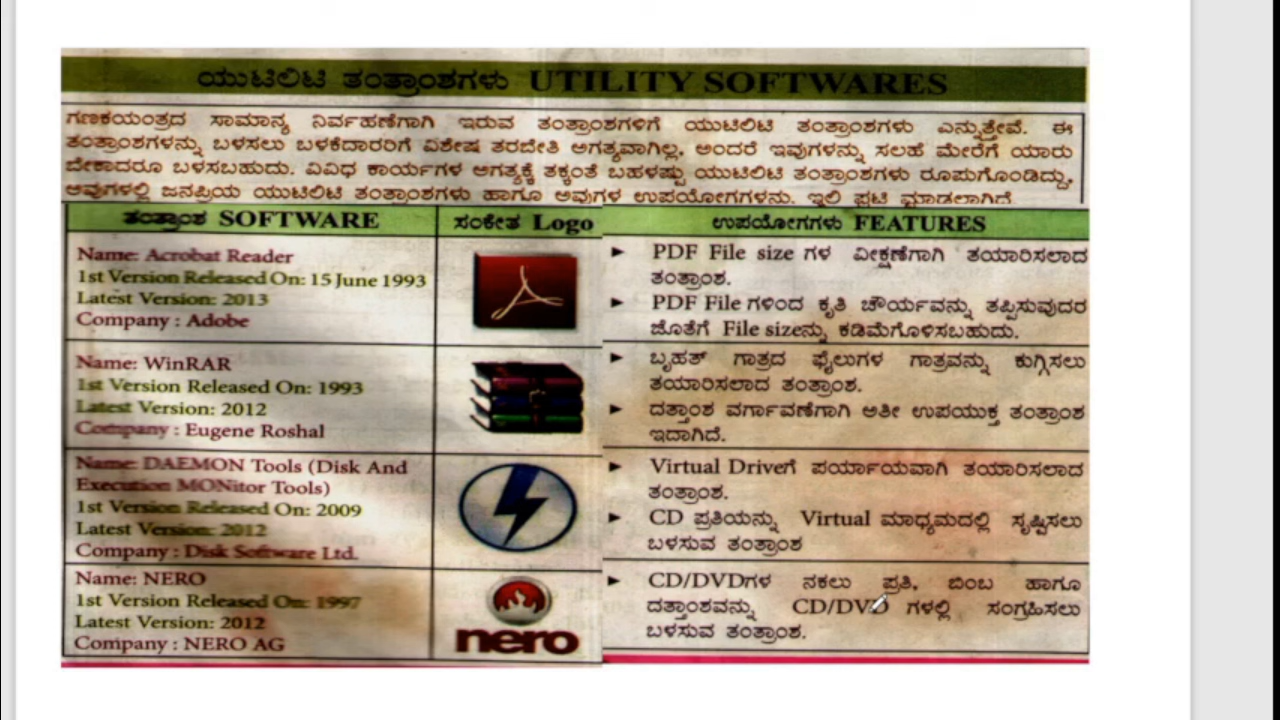 ಯುಟಿಲಿಟಿ ತಂತ್ರಾಂಶಗಳು UTILITY SOFTWARES
ಗಣಕಯಂತ್ರದ ಸಾಮಾನ್ಯ ನಿರ್ವಹಣೆಗಾಗಿ ಇರುವ ತಂತ್ರಾಂಶಗಳಿಗೆ ಯುಟಿಲಿಟಿ ತಂತ್ರಾಂಶಗಳು ಎನ್ನುತ್ತೇವೆ. ಈ
ತಂತ್ರಾಂಶಗಳನ್ನು ಬಳಸಲು ಬಳಕೆದಾರರಿಗೆ ವಿಶೇಷ ತರಬೇತಿ ಅಗತ್ಯವಾಗಿಲ್ಲ, ಅಂದರೆ ಇವುಗಳನ್ನು ಸಲಹೆ ಮೇರೆಗೆ ಯಾರು
ಬೇಕಾದರೂ ಬಳಸಬಹುದು. ವಿವಿಧ ಕಾರ್ಯಗಳ ಅಗತ್ಯಕ್ಕೆ ತಕ್ಕಂತೆ ಬಹಳಷ್ಟು ಯುಟಿಲಿಟಿ ತಂತ್ರಾಂಶಗಳು ರೂಪುಗೊಂಡಿದ್ದು,
ಅವುಗಳಲ್ಲಿ ಜನಪ್ರಿಯ ಯುಟಿಲಿಟಿ ತಂತ್ರಾಂಶಗಳು ಹಾಗೂ ಅವುಗಳ ಉಪಯೋಗಗಳನ್ನು ಇಲ್ಲಿ ಪಟ್ಟಿ ಮಾಡಲಾಗಿದೆ.
ತಂತ್ರಾಂಶ SOFTWARE ಸಂಕೇತ Logo ಉಪಯೋಗಗಳು FEATURES
Name: Acrobat Reader
1st Version Released On: 15 June 1993
Latest Version: 2013
Company : Adobe
➤ PDF File size ಗಳ ವೀಕ್ಷಣೆಗಾಗಿ ತಯಾರಿಸಲಾದ
ತಂತ್ರಾಂಶ.
➤ PDF File ಗಳಿಂದ ಕೃತಿ ಚೌರ್ಯವನ್ನು ತಪ್ಪಿಸುವುದರ
ಜೊತೆಗೆ File sizeನ್ನು ಕಡಿಮೆಗೊಳಿಸಬಹುದು.
Name: WinRAR
1st Version Released On: 1993
Latest Version: 2012
Company : Eugene Roshal
➤ ಬೃಹತ್ ಗಾತ್ರದ ಫೈಲುಗಳ ಗಾತ್ರವನ್ನು ಕುಗ್ಗಿಸಲು
ತಯಾರಿಸಲಾದ ತಂತ್ರಾಂಶ.
➤ ದತ್ತಾಂಶ ವರ್ಗಾವಣೆಗಾಗಿ ಅತೀ ಉಪಯುಕ್ತ ತಂತ್ರಾಂಶ
ಇದಾಗಿದೆ.
Name: DAEMON Tools (Disk And
Execution MONitor Tools)
1st Version Released On: 2009
Latest Version: 2012
Company : Disk Software Ltd.
➤ Virtual Driveಗೆ ಪರ್ಯಾಯವಾಗಿ ತಯಾರಿಸಲಾದ
ತಂತ್ರಾಂಶ.
➤ CD ಪ್ರತಿಯನ್ನು Virtual ಮಾಧ್ಯಮದಲ್ಲಿ ಸೃಷ್ಟಿಸಲು
ಬಳಸುವ ತಂತ್ರಾಂಶ
Name: NERO
1st Version Released On: 1997
Latest Version: 2012
Company : NERO AG
nero
➤ CD/DVDಗಳ ನಕಲು ಪ್ರತಿ, ಬಿಂಬ ಹಾಗೂ
ದತ್ತಾಂಶವನ್ನು CD/DVD ಗಳಲ್ಲಿ ಸಂಗ್ರಹಿಸಲು
ಬಳಸುವ ತಂತ್ರಾಂಶ.